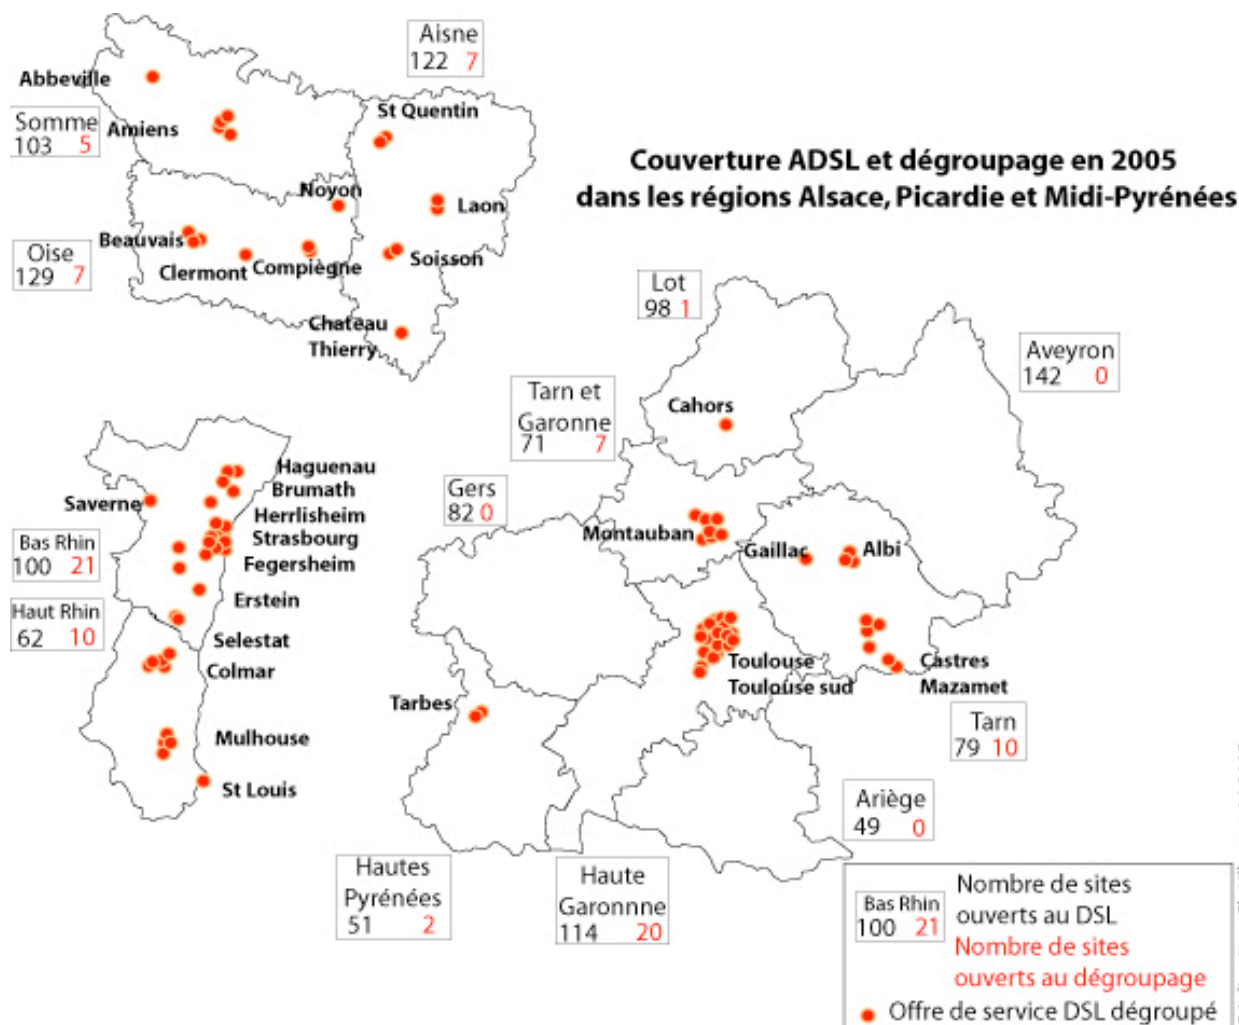 Aisne
122 7
Abbeville
St Quentin
Somme
103 5
Amiens
Couverture ADSL et dégroupage en 2005
dans les régions Alsace, Picardie et Midi-Pyrénées
Noyon
Laon
Beauvais
Oise
129 7
Clermont
Compiègne
Soisson
Chateau
Thierry
Lot
98 1
Aveyron
142 0
Tarn et
Garonne
71 7
Cahors
Gers
82 0
Montauban
Gaillac
Albi
Haguenau
Brumath
Saverne
Herrlisheim
Strasbourg
Bas Rhin
100 21
Fegersheim
Erstein
Haut Rhin
62 10
Selestat
Colmar
Mulhouse
St Louis
Toulouse
Toulouse sud
Castres
Mazamet
Tarbes
Tarn
79 10
Ariège
49 0
Hautes
Pyrénées
51 2
Haute
Garonnne
114 20
Bas Rhin
100 21
Nombre de sites
ouverts au DSL
Nombre de sites
ouverts au dégroupage
Offre de service DSL dégroupé